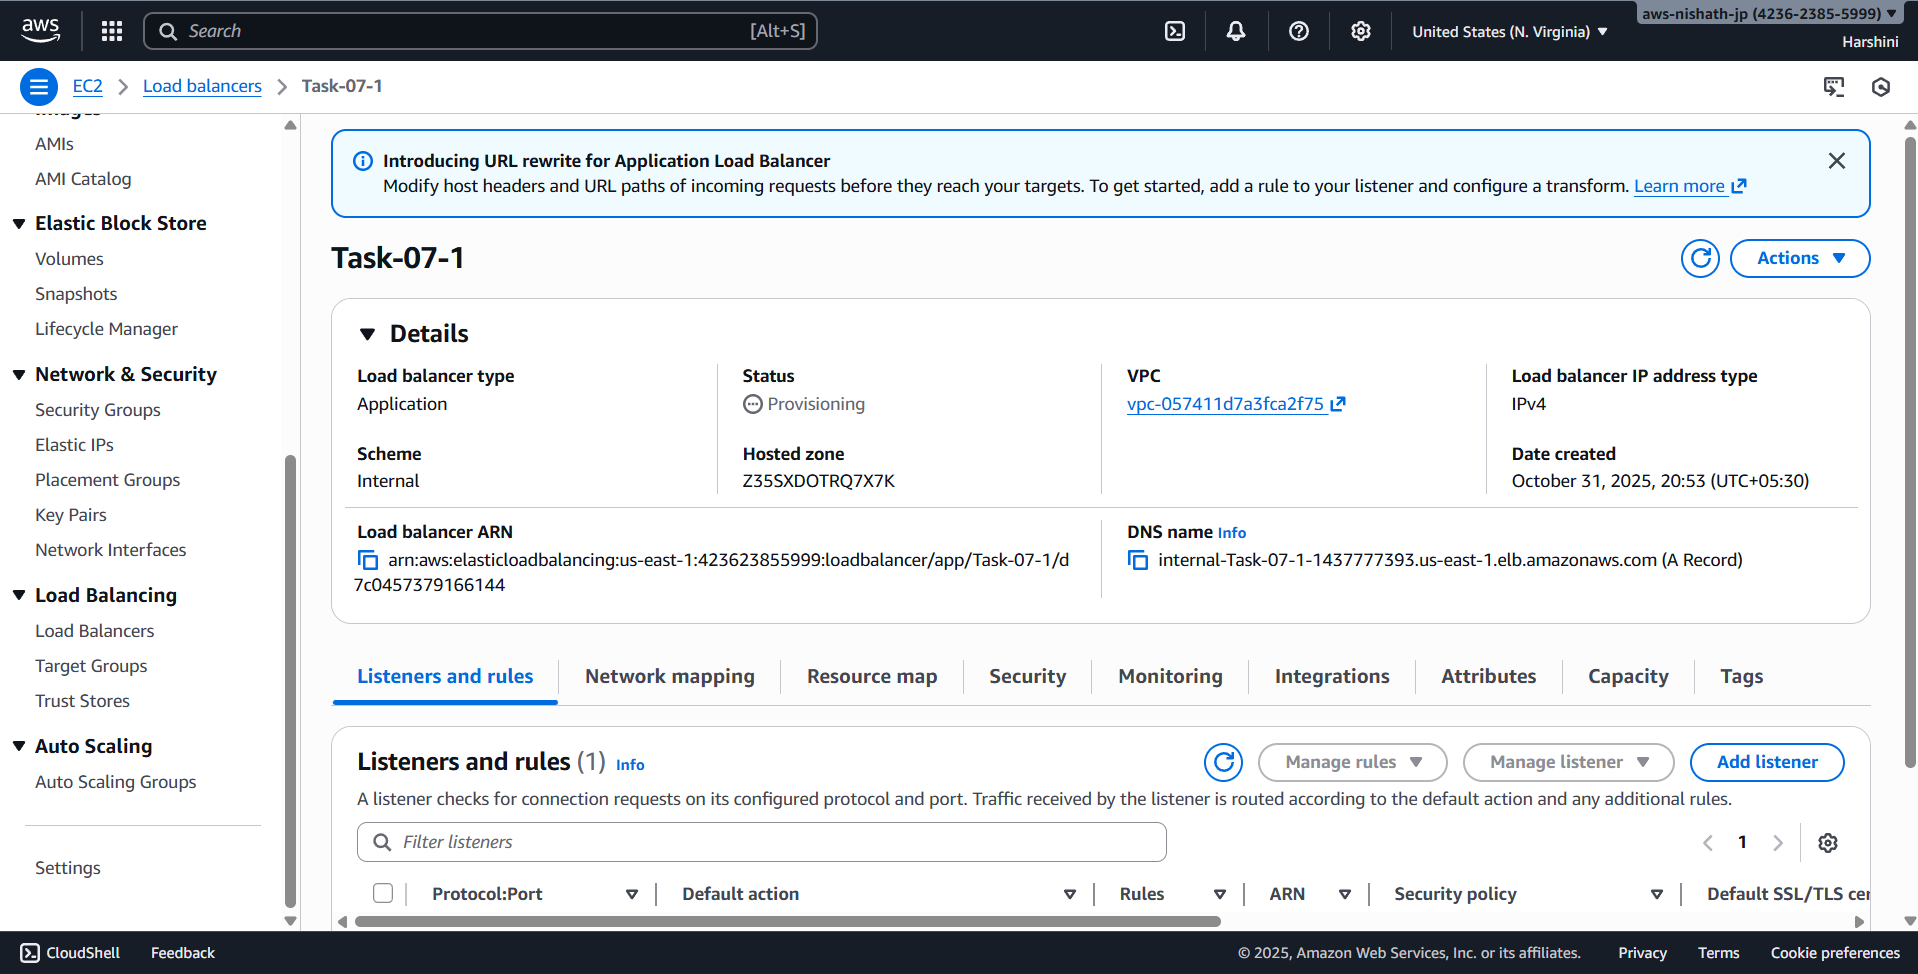 aws
Search
[Alt+S]
United States (N. Virginia)
aws-nishath-jp (4236-2385-5999)
Harshini
EC2
Load balancers
Task-07-1
Images
AMIs
AMI Catalog
Elastic Block Store
Volumes
Snapshots
Lifecycle Manager
Network & Security
Security Groups
Elastic IPs
Placement Groups
Key Pairs
Network Interfaces
Load Balancing
Load Balancers
Target Groups
Trust Stores
Auto Scaling
Auto Scaling Groups
Settings
Introducing URL rewrite for Application Load Balancer
Modify host headers and URL paths of incoming requests before they reach your targets. To get started, add a rule to your listener and configure a transform. Learn more
Task-07-1
Actions
Details
Load balancer type
Application
Status
Provisioning
VPC
vpc-057411d7a3fca2f75
Load balancer IP address type
IPv4
Scheme
Internal
Hosted zone
Z35SXDOTRQ7X7K
Date created
October 31, 2025, 20:53 (UTC+05:30)
Load balancer ARN
arn:aws:elasticloadbalancing:us-east-1:423623855999:loadbalancer/app/Task-07-1/d
7c0457379166144
DNS name Info
internal-Task-07-1-1437777393.us-east-1.elb.amazonaws.com (A Record)
Listeners and rules
Network mapping
Resource map
Security
Monitoring
Integrations
Attributes
Capacity
Tags
Listeners and rules (1) Info
Manage rules
Manage listener
Add listener
A listener checks for connection requests on its configured protocol and port. Traffic received by the listener is routed according to the default action and any additional rules.
Filter listeners
1
Protocol:Port
Default action
Rules
ARN
Security policy
Default SSL/TLS cer
CloudShell
Feedback
© 2025, Amazon Web Services, Inc. or its affiliates.
Privacy
Terms
Cookie preferences